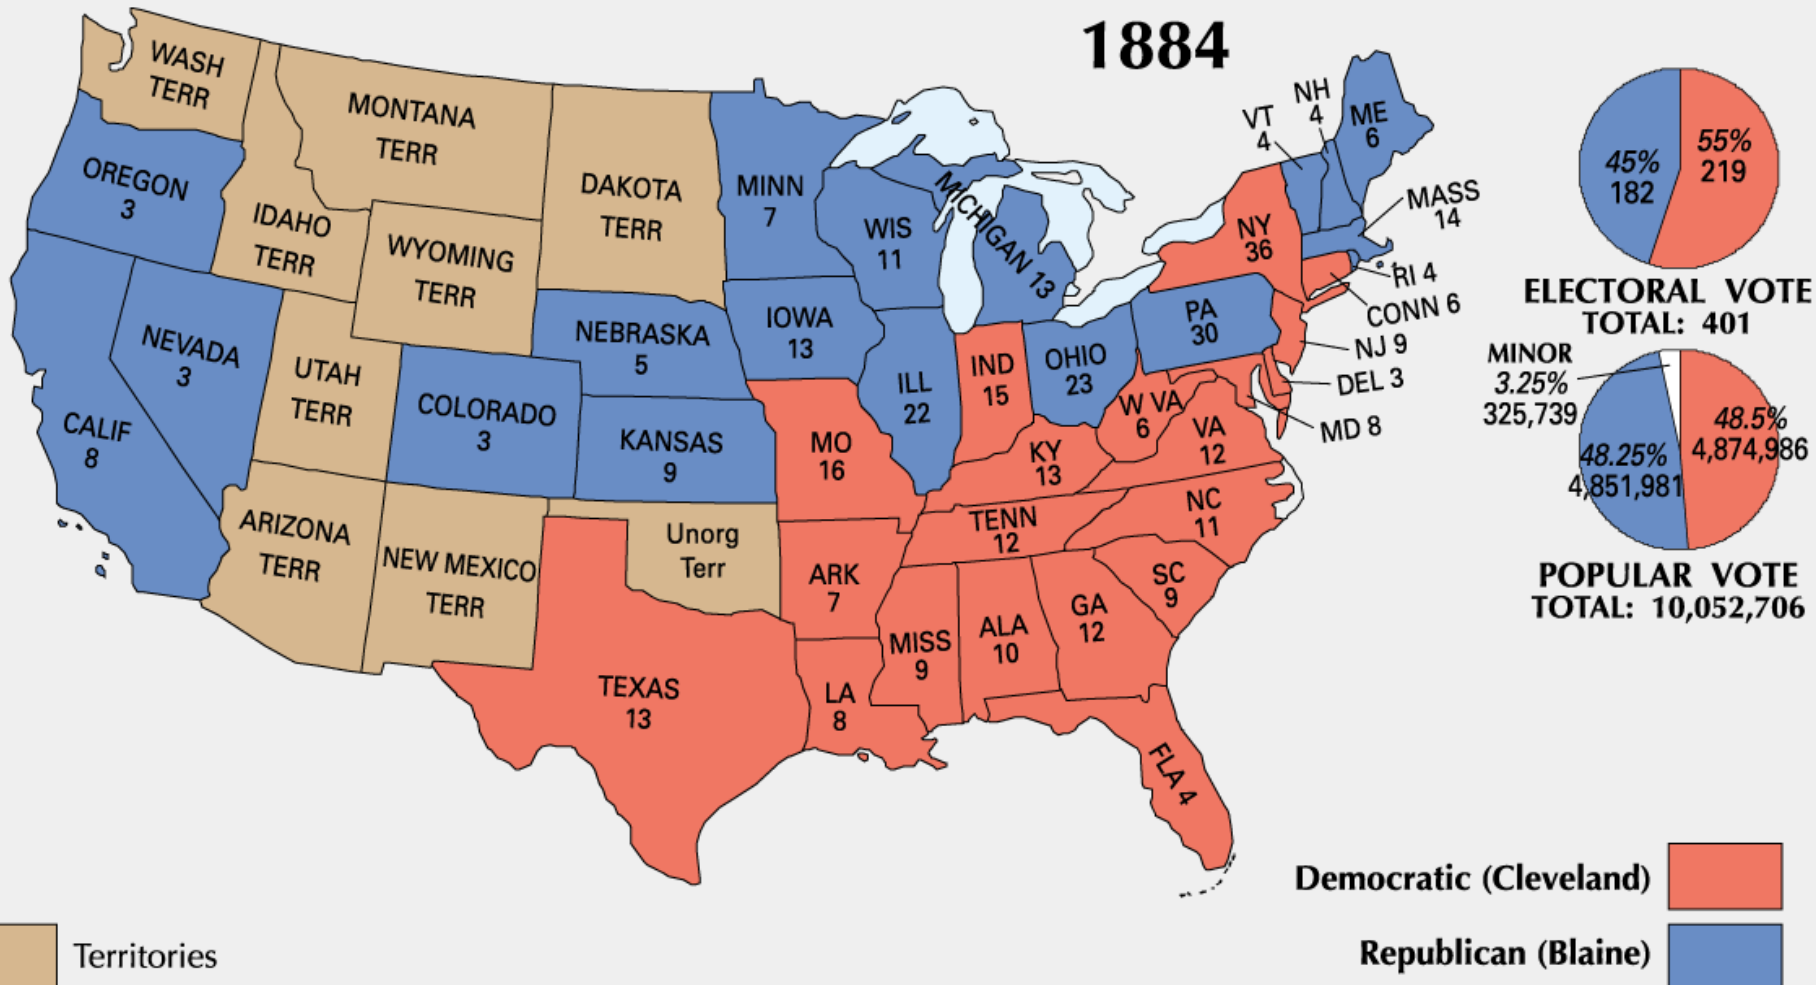 1884
WASH
TERR
MONTANA
TERR
OREGON
3
IDAHO
TERR
WYOMING
TERR
DAKOTA
TERR
MINN
7
WIS
11
MICHIGAN 13
VT
4
NH
4
ME
6
MASS
14
NY
36
RI 4
CONN 6
NJ 9
DEL 3
MD 8
PA
30
NEVADA
3
CALIF
8
UTAH
TERR
COLORADO
3
NEBRASKA
5
KANSAS
9
IOWA
13
ILL
22
IND
15
OHIO
23
W VA
6
VA
12
MO
16
KY
13
NC
11
TENN
12
ARIZONA
TERR
NEW MEXICO
TERR
Unorg
Terr
ARK
7
SC
9
GA
12
ALA
10
MISS
9
LA
8
TEXAS
13
FLA 4
45%
182
55%
219
ELECTORAL VOTE
TOTAL: 401
MINOR
3.25%
325,739
48.25%
4,851,981
48.5%
4,874,986
POPULAR VOTE
TOTAL: 10,052,706
Democratic (Cleveland)
Republican (Blaine)
Territories